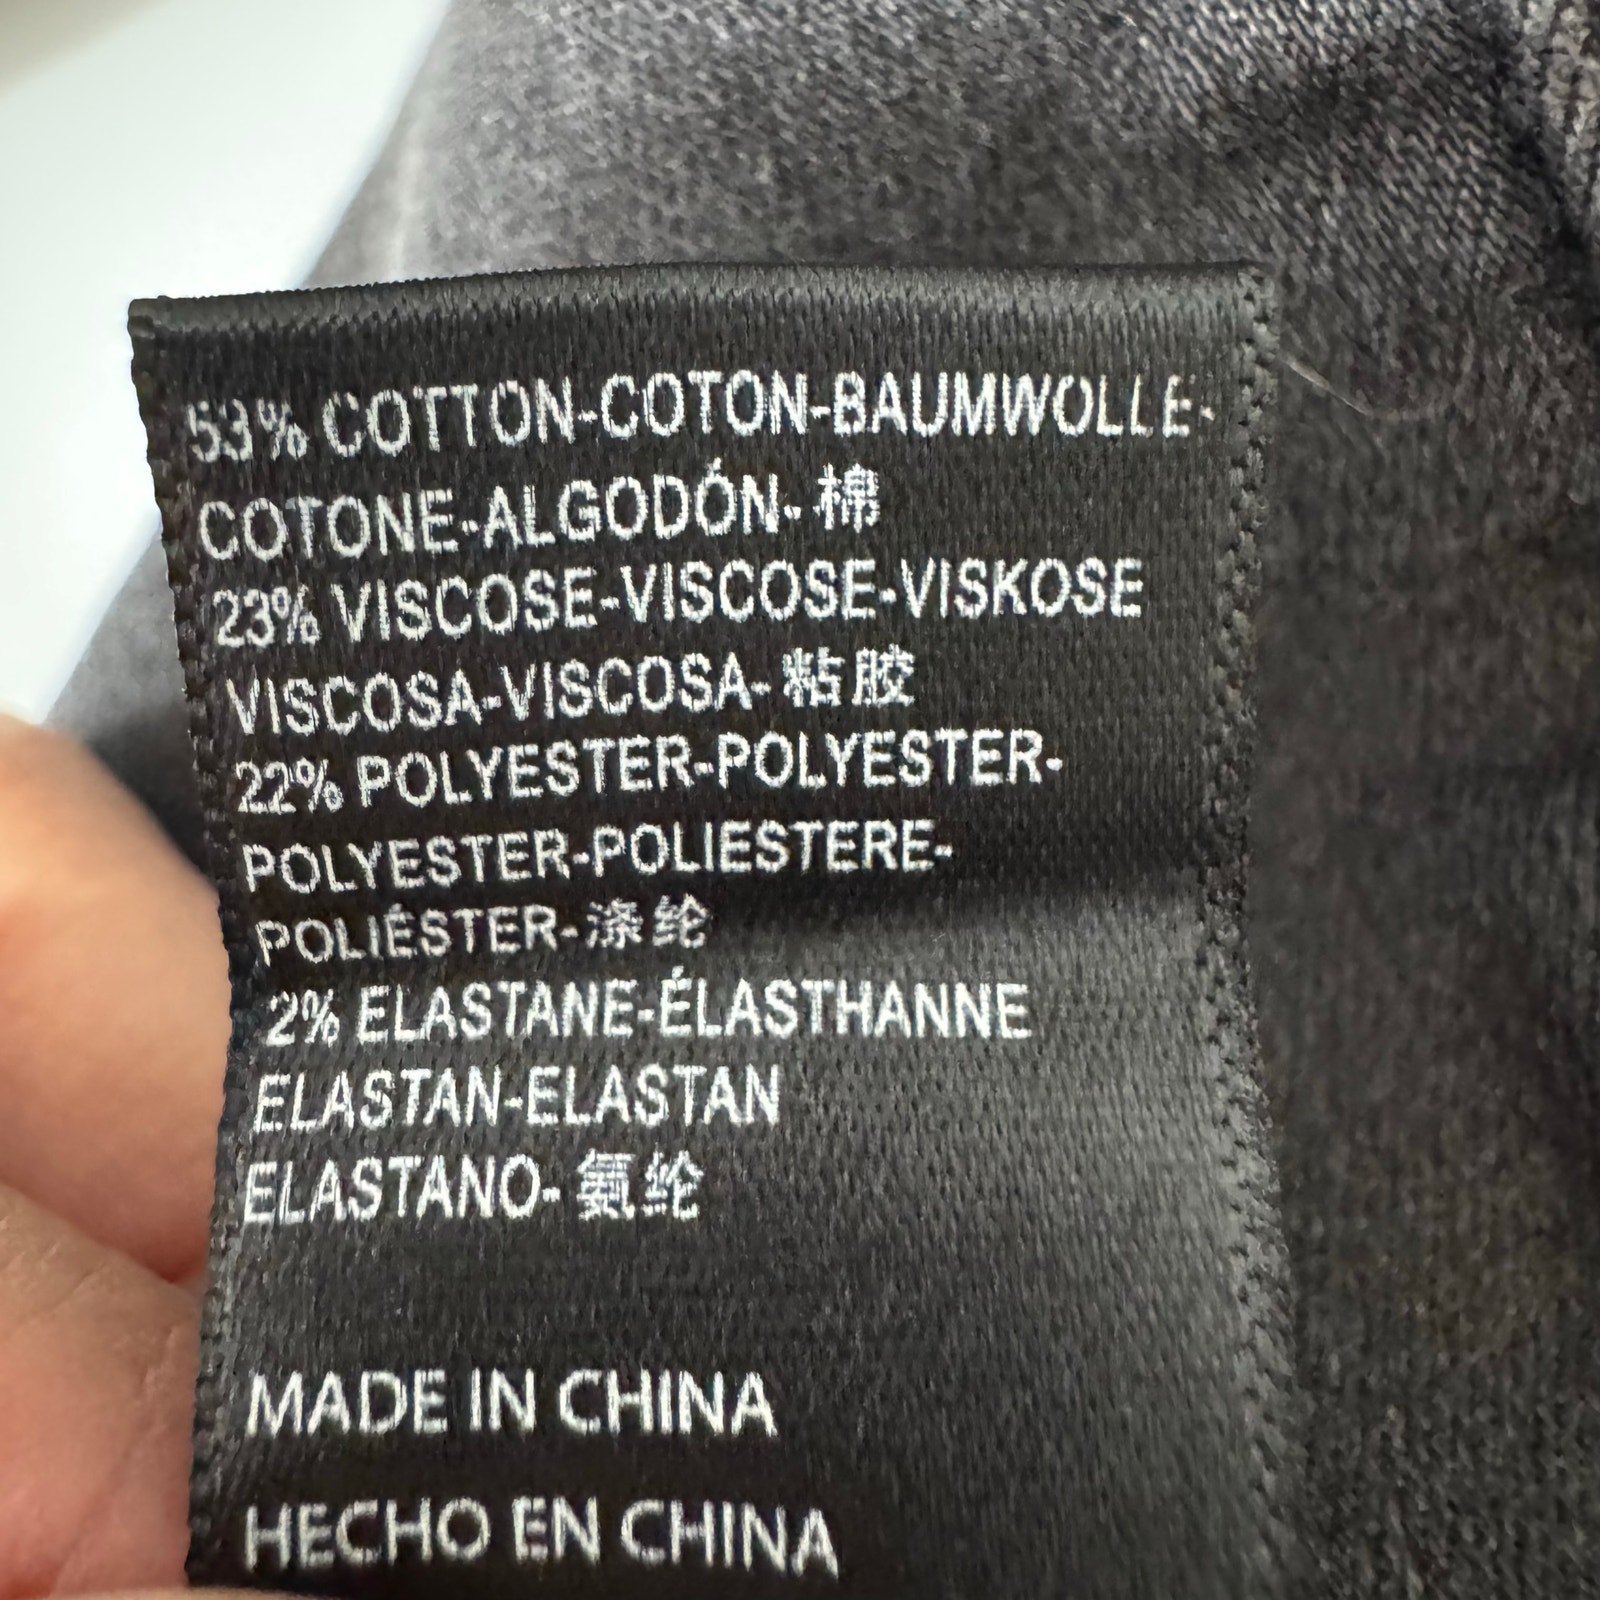 53% COTTON-COTON-BAUMWOLLE-
COTONE-ALGODÓN-棉
23% VISCOSE-VISCOSE-VISKOSE
VISCOSA-VISCOSA-粘胶
22% POLYESTER-POLYESTER-
POLYESTER-POLIESTERE-
POLIÉSTER-涤纶
2% ELASTANE-ÉLASTHANNE
ELASTAN-ELASTAN
ELASTANO-氨纶
MADE IN CHINA
HECHO EN CHINA